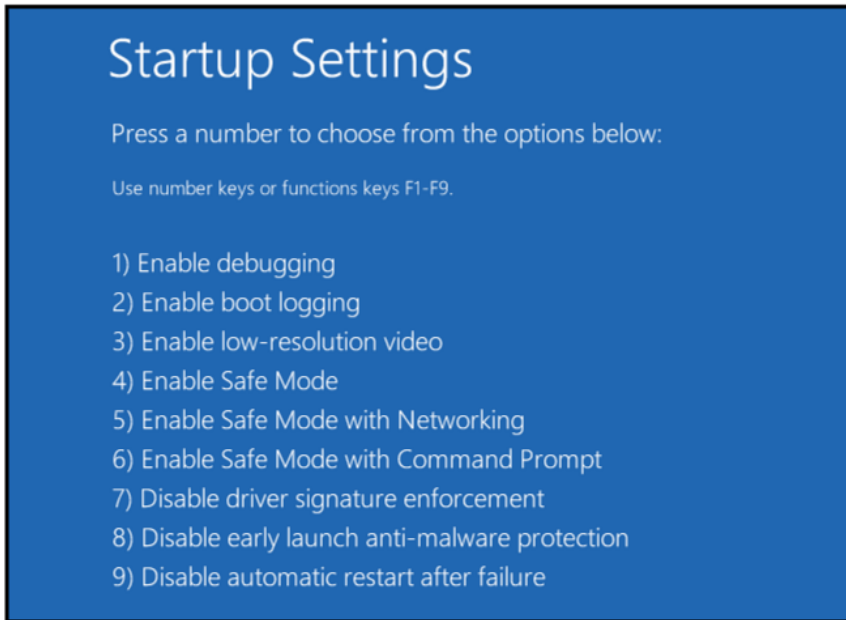 Startup Settings
Press a number to choose from the options below:
Use number keys or functions keys F1-F9.
1) Enable debugging
2) Enable boot logging
3) Enable low-resolution video
4) Enable Safe Mode
5) Enable Safe Mode with Networking
6) Enable Safe Mode with Command Prompt
7) Disable driver signature enforcement
8) Disable early launch anti-malware protection
9) Disable automatic restart after failure